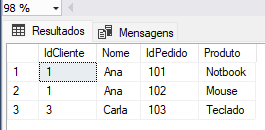 98 %
Resultados Mensagens
IdCliente Nome IdPedido Produto
1 1 Ana 101 Notbook
2 1 Ana 102 Mouse
3 3 Carla 103 Teclado